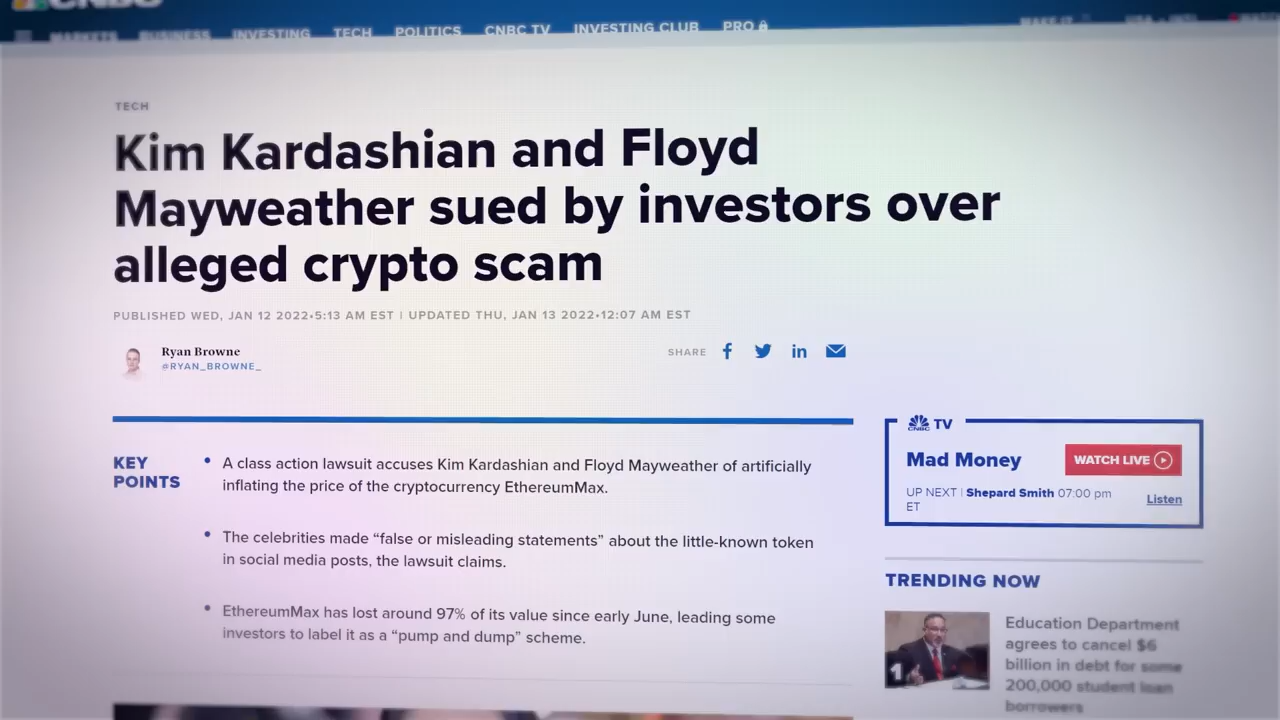 CNBC
MARKETS BUSINESS INVESTING TECH POLITICS CNBC TV INVESTING CLUB PRO
MAKE IT
TECH
Kim Kardashian and Floyd
Mayweather sued by investors over
alleged crypto scam
PUBLISHED WED, JAN 12 2022•5:13 AM EST | UPDATED THU, JAN 13 2022•12:07 AM EST
Ryan Browne
@RYAN_BROWNE_
SHARE
KEY
POINTS
• A class action lawsuit accuses Kim Kardashian and Floyd Mayweather of artificially
inflating the price of the cryptocurrency EthereumMax.
• The celebrities made “false or misleading statements” about the little-known token
in social media posts, the lawsuit claims.
• EthereumMax has lost around 97% of its value since early June, leading some
investors to label it as a “pump and dump” scheme.
CNBC TV
Mad Money
WATCH LIVE
UP NEXT | Shepard Smith 07:00 pm
ET
Listen
TRENDING NOW
1
Education Department
agrees to cancel $6
billion in debt for some
200,000 student loan
borrowers